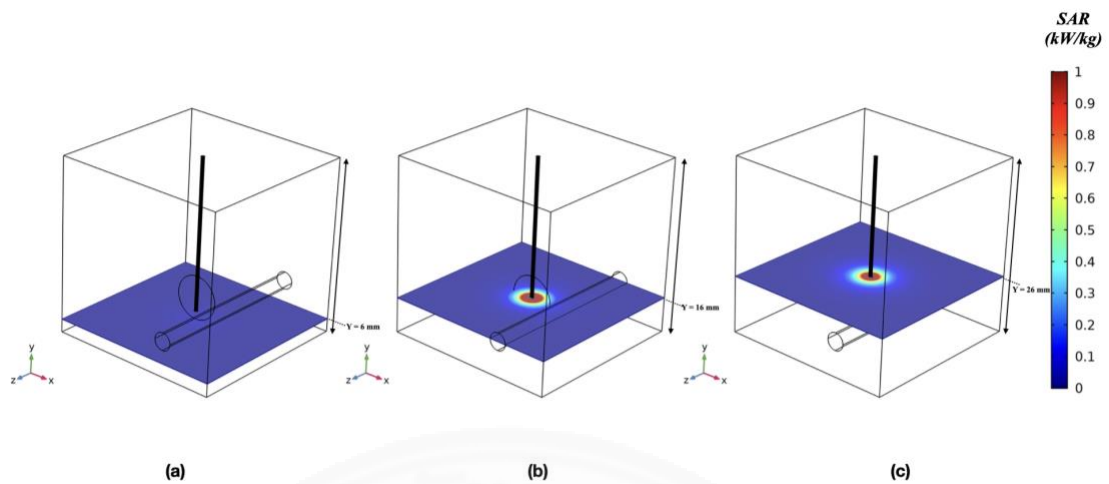 SAR
(kW/kg)
1
0.9
0.8
0.7
0.6
0.5
0.4
0.3
0.2
0.1
0
Y = 6 mm
y
z
x
Y = 16 mm
y
z
x
Y = 26 mm
y
z
x
(a)
(b)
(c)